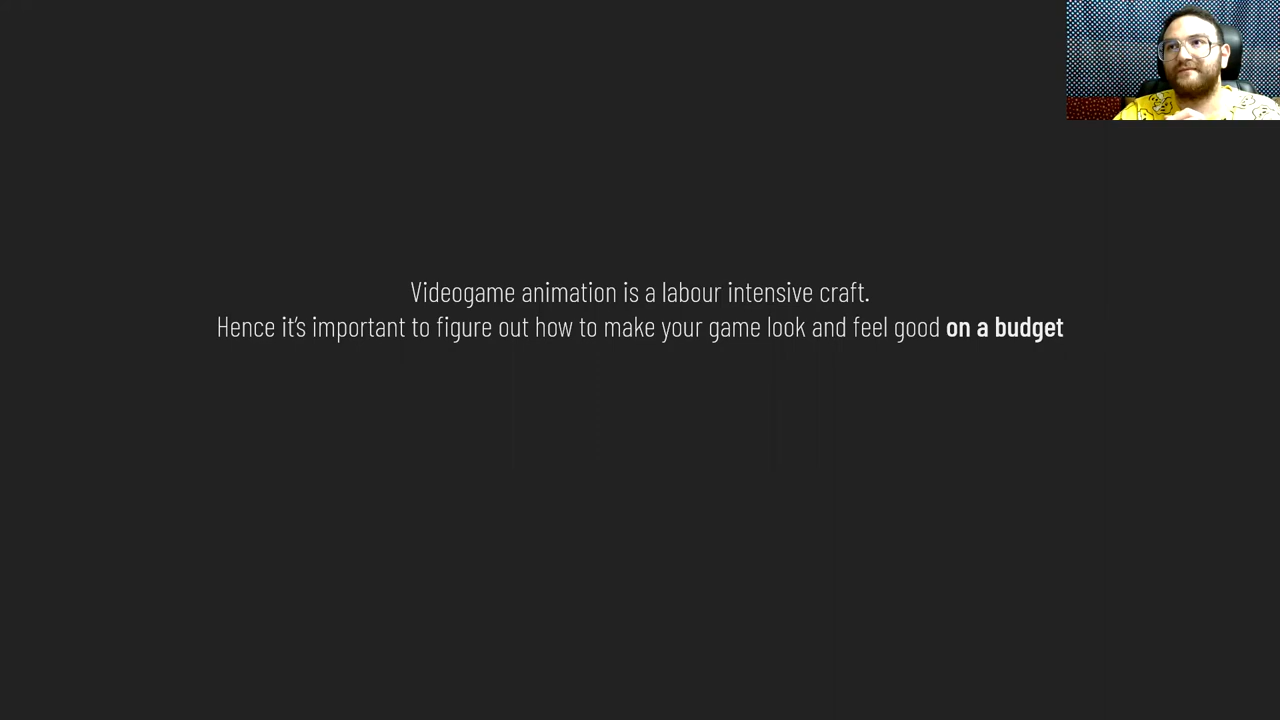 Videogame animation is a labour intensive craft.
Hence it's important to figure out how to make your game look and feel good on a budget